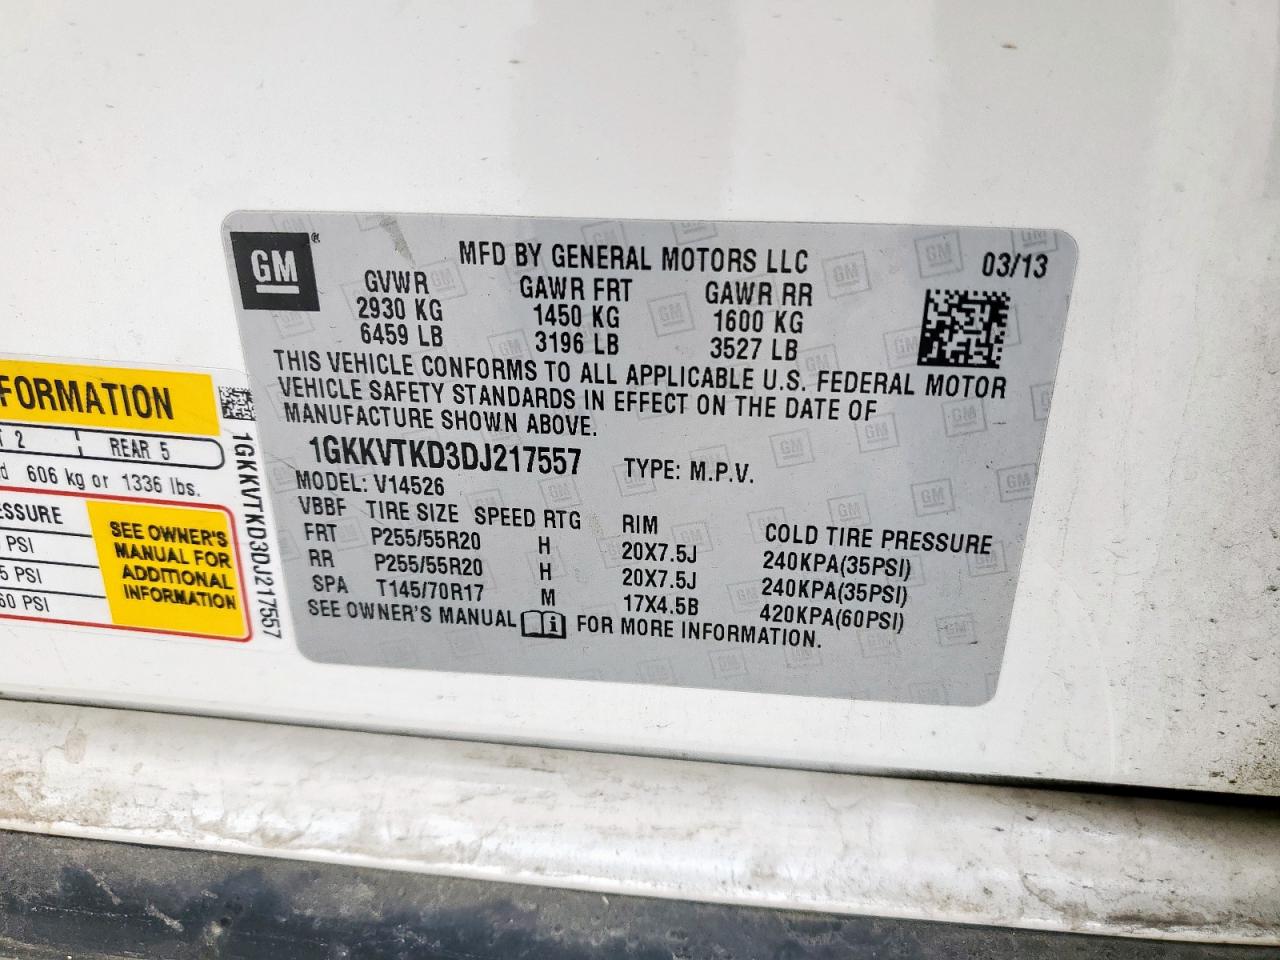 GM®
MFD BY GENERAL MOTORS LLC
03/13
GVWR GAWR FRT GAWR RR
2930 KG 1450 KG 1600 KG
6459 LB 3196 LB 3527 LB
THIS VEHICLE CONFORMS TO ALL APPLICABLE U.S. FEDERAL MOTOR
VEHICLE SAFETY STANDARDS IN EFFECT ON THE DATE OF
MANUFACTURE SHOWN ABOVE.
1GKKVTKD3DJ217557 TYPE: M.P.V.
MODEL: V14526
VBBF TIRE SIZE SPEED RTG RIM COLD TIRE PRESSURE
FRT P255/55R20 H 20X7.5J 240KPA(35PSI)
RR P255/55R20 H 20X7.5J 240KPA(35PSI)
SPA T145/70R17 M 17X4.5B 420KPA(60PSI)
SEE OWNER'S MANUAL i FOR MORE INFORMATION.
FORMATION
2 REAR 5
606 kg or 1336 lbs.
ESSURE
PSI
5 PSI
60 PSI
SEE OWNER'S
MANUAL FOR
ADDITIONAL
INFORMATION
1GKKVTKD3DJ217557